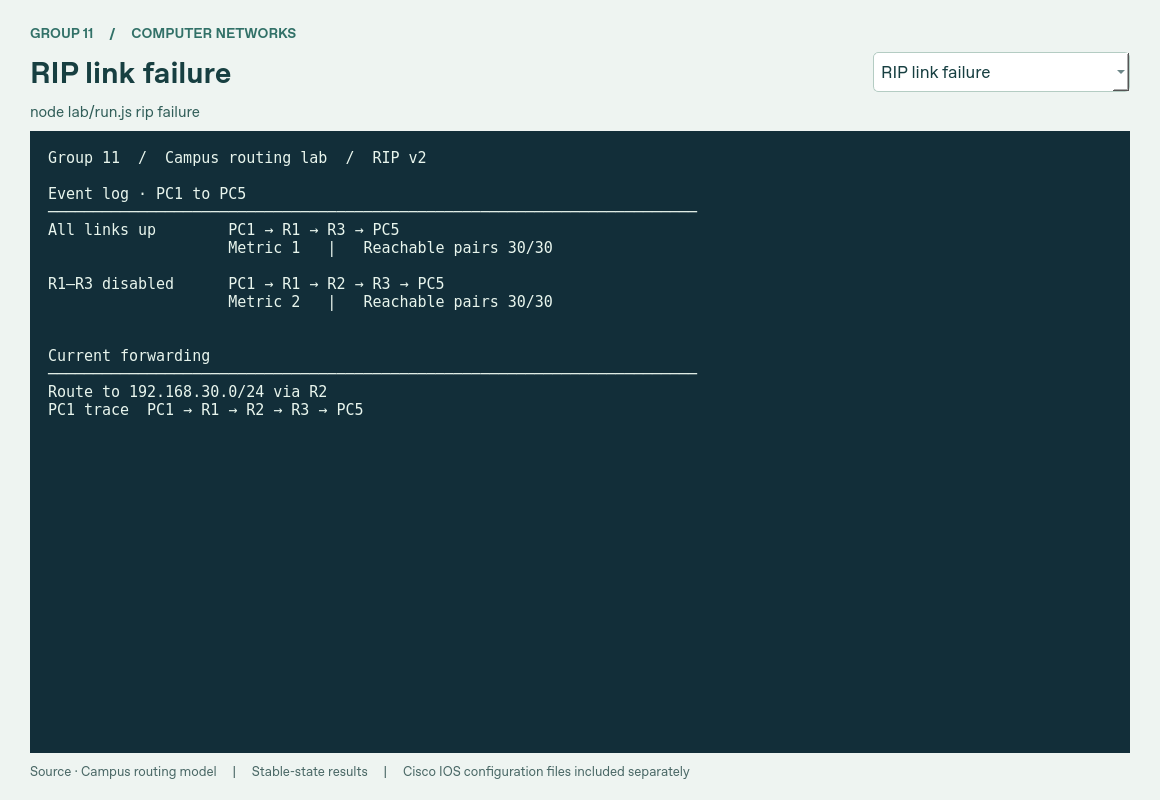 GROUP 11 / COMPUTER NETWORKS
RIP link failure
RIP link failure
node lab/run.js rip failure
Group 11 / Campus routing lab / RIP v2
Event log · PC1 to PC5
All links up PC1 → R1 → R3 → PC5
Metric 1 | Reachable pairs 30/30
R1—R3 disabled PC1 → R1 → R2 → R3 → PC5
Metric 2 | Reachable pairs 30/30
Current forwarding
Route to 192.168.30.0/24 via R2
PC1 trace PC1 → R1 → R2 → R3 → PC5
Source · Campus routing model | Stable-state results | Cisco IOS configuration files included separately